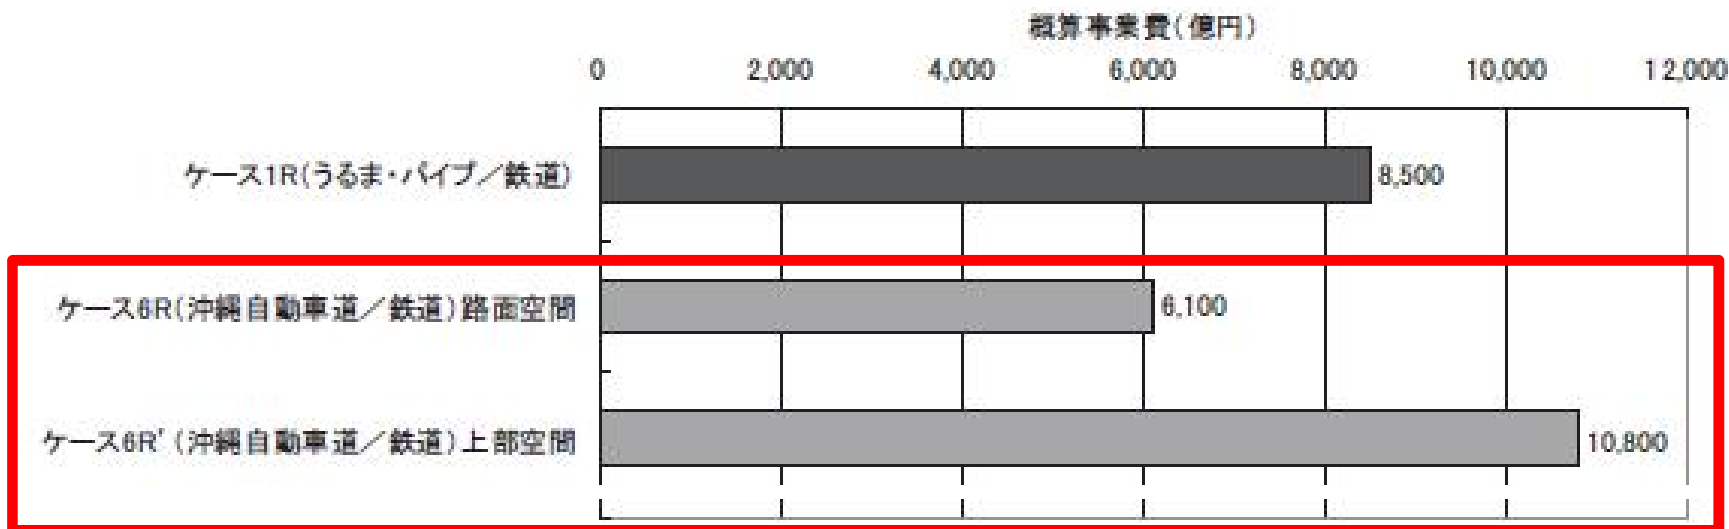 概算事業費(億円)
0 2,000 4,000 6,000 8,000 10,000 12,000
ケース1R(うるま・パイプ／鉄道) 8,500
ケース6R(沖縄自動車道／鉄道)路面空間 6,100
ケース6R'(沖縄自動車道／鉄道)上部空間 10,800